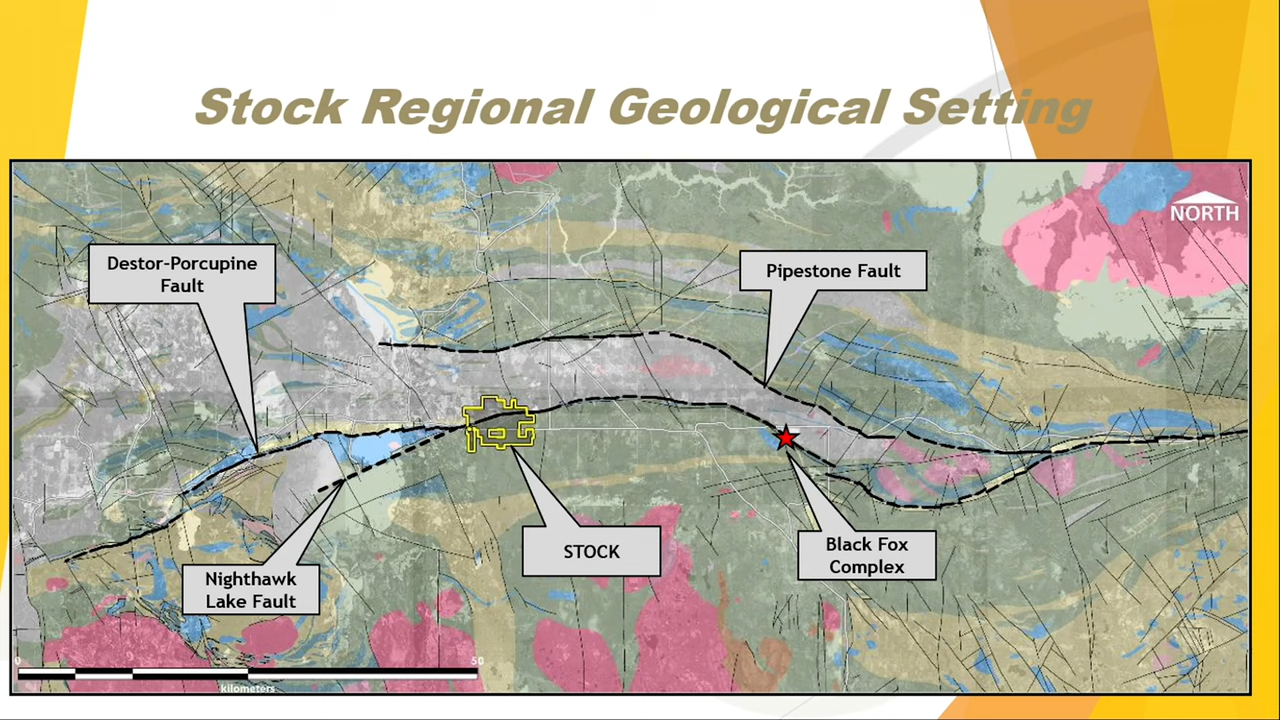 Stock Regional Geological Setting
NORTH
Destor-Porcupine
Fault
Pipestone Fault
STOCK
Black Fox
Complex
Nighthawk
Lake Fault
0
50
kilometers